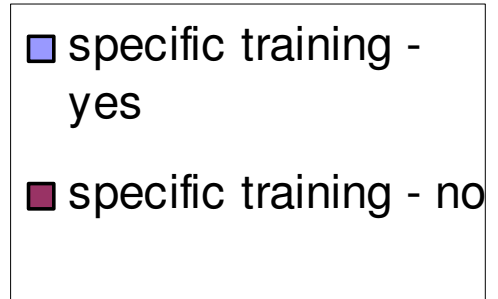 specific training -
yes
specific training - no